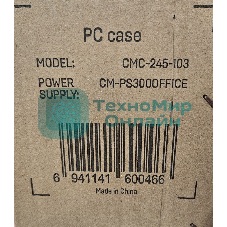 PC case
MODEL: CMC-245-103
POWER SUPPLY: CM-PS300OFFICE
ТехноМир
Онлайн
6 941141 600466
Made in China